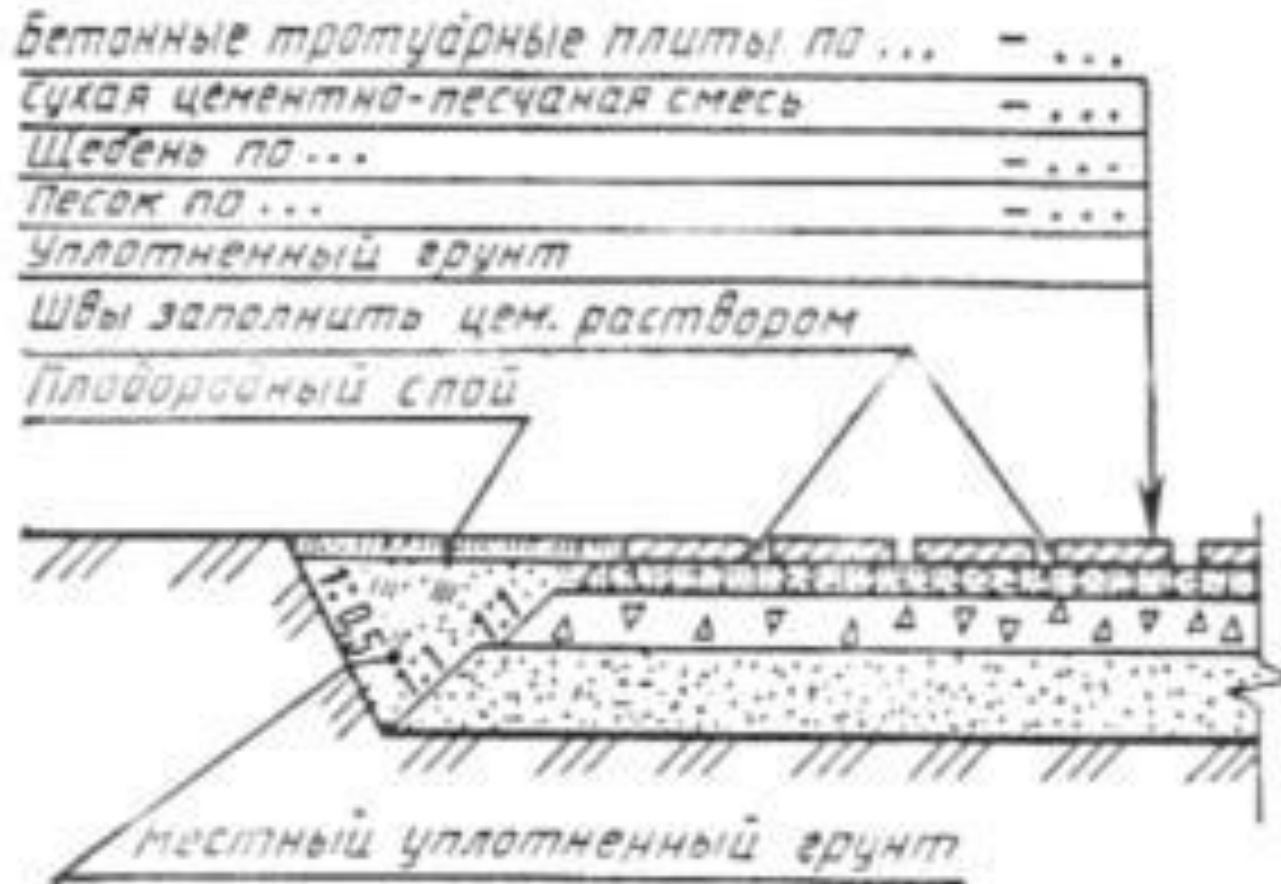 Бетонные тротуарные плиты по ... - ...
Сухая цементно-песчаная смесь - ...
Щебень по ... - ...
Песок по ... - ...
Уплотненный грунт
Швы заполнить цем. раствором
Плодородный слой
1:0,5
1:1
1:1
Местный уплотненный грунт